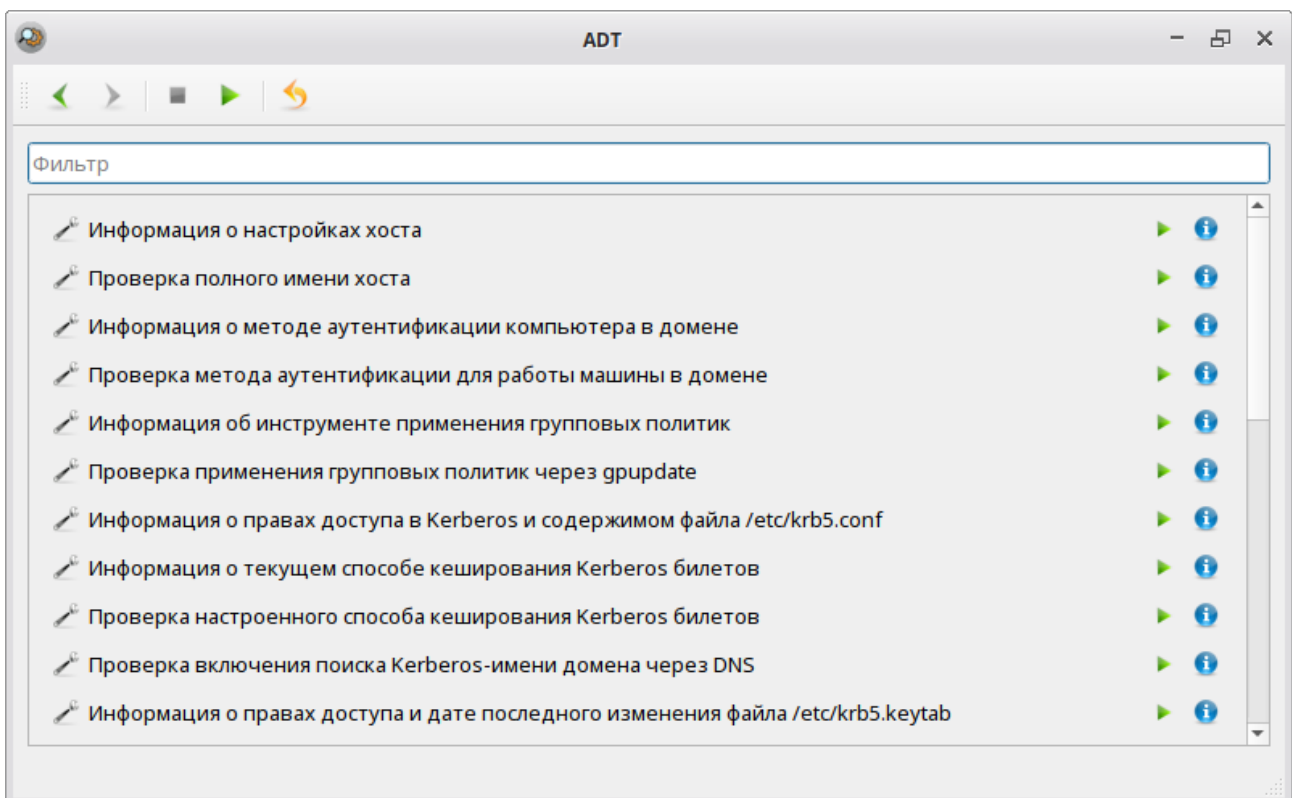 ADT
Фильтр
Информация о настройках хоста
Проверка полного имени хоста
Информация о методе аутентификации компьютера в домене
Проверка метода аутентификации для работы машины в домене
Информация об инструменте применения групповых политик
Проверка применения групповых политик через gpupdate
Информация о правах доступа в Kerberos и содержимом файла /etc/krb5.conf
Информация о текущем способе кеширования Kerberos билетов
Проверка настроенного способа кеширования Kerberos билетов
Проверка включения поиска Kerberos-имени домена через DNS
Информация о правах доступа и дате последнего изменения файла /etc/krb5.keytab